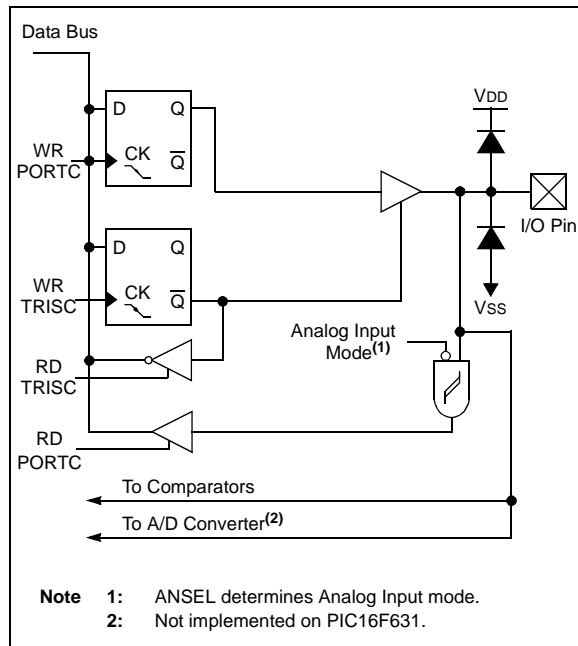 Data Bus
D Q
WR
PORTC
CK Q
VDD
I/O Pin
D Q
WR
TRISC
CK Q
VSS
Analog Input
Mode(1)
RD
TRISC
RD
PORTC
To Comparators
To A/D Converter(2)
Note 1: ANSEL determines Analog Input mode.
2: Not implemented on PIC16F631.